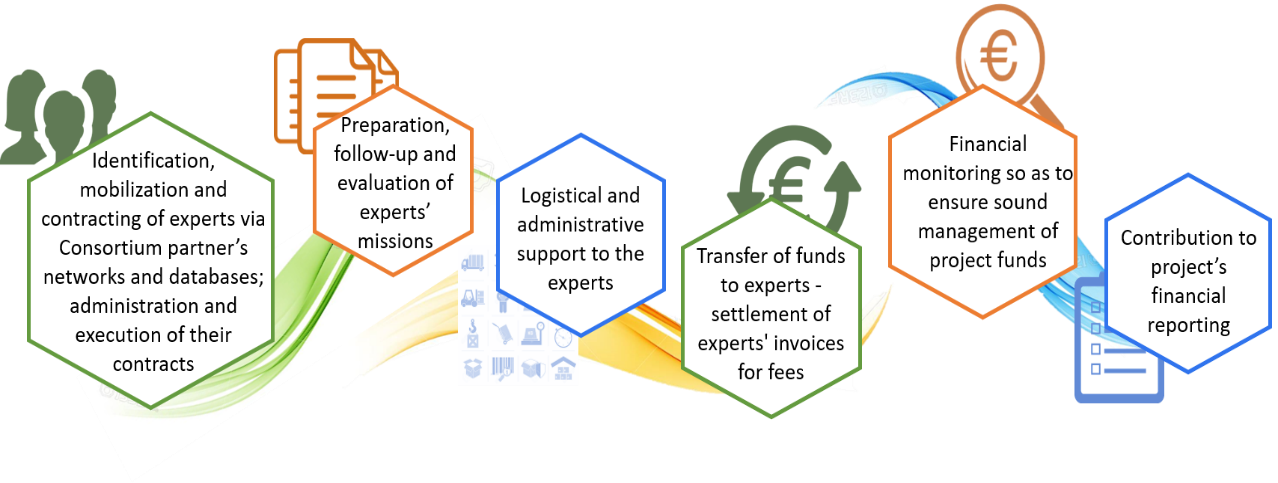 Identification,
mobilization and
contracting of experts via
Consortium partner’s
networks and databases;
administration and
execution of their
contracts
Preparation,
follow-up and
evaluation of
experts’
missions
Logistical and
administrative
support to the
experts
€
Transfer of funds
to experts -
settlement of
experts' invoices
for fees
€
Financial
monitoring so as to
ensure sound
management of
project funds
Contribution to
project’s
financial
reporting